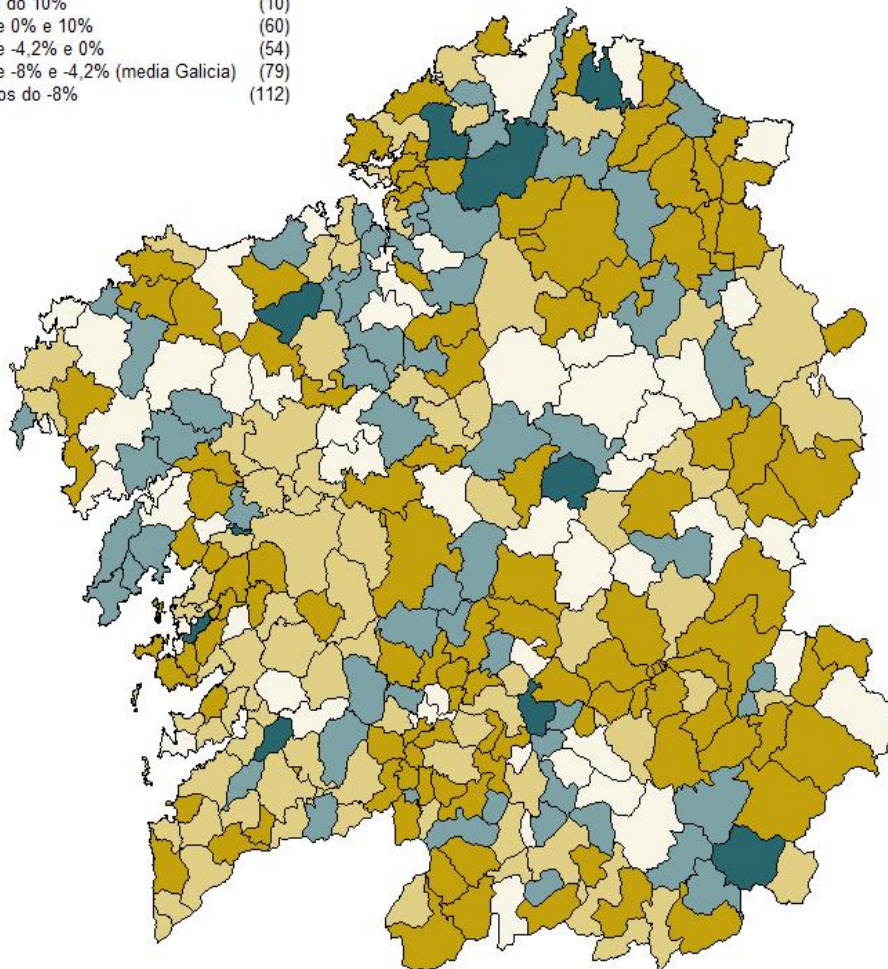 do 10% (10)
e 0% e 10% (60)
e -4,2% e 0% (54)
e -8% e -4,2% (media Galicia) (79)
os do -8% (112)